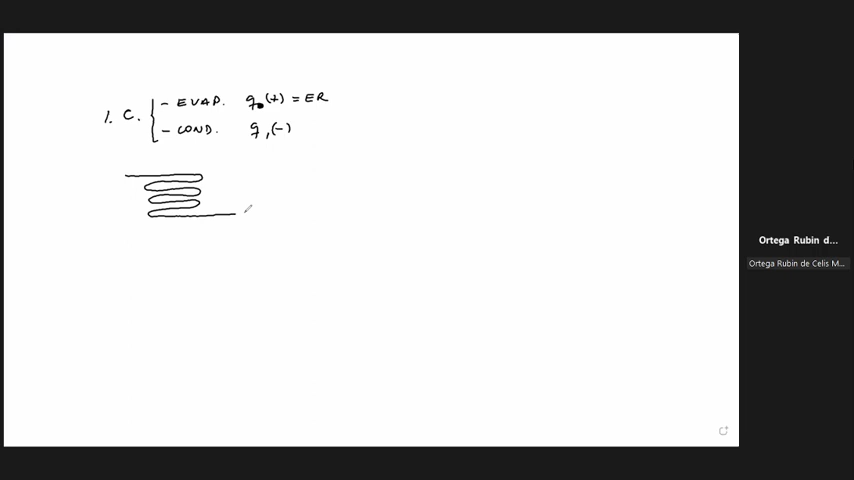 1. C. - EVAP. q₀(+) = ER
- COND. q₁(-)
Ortega Rubin d...
Ortega Rubin de Celis M...